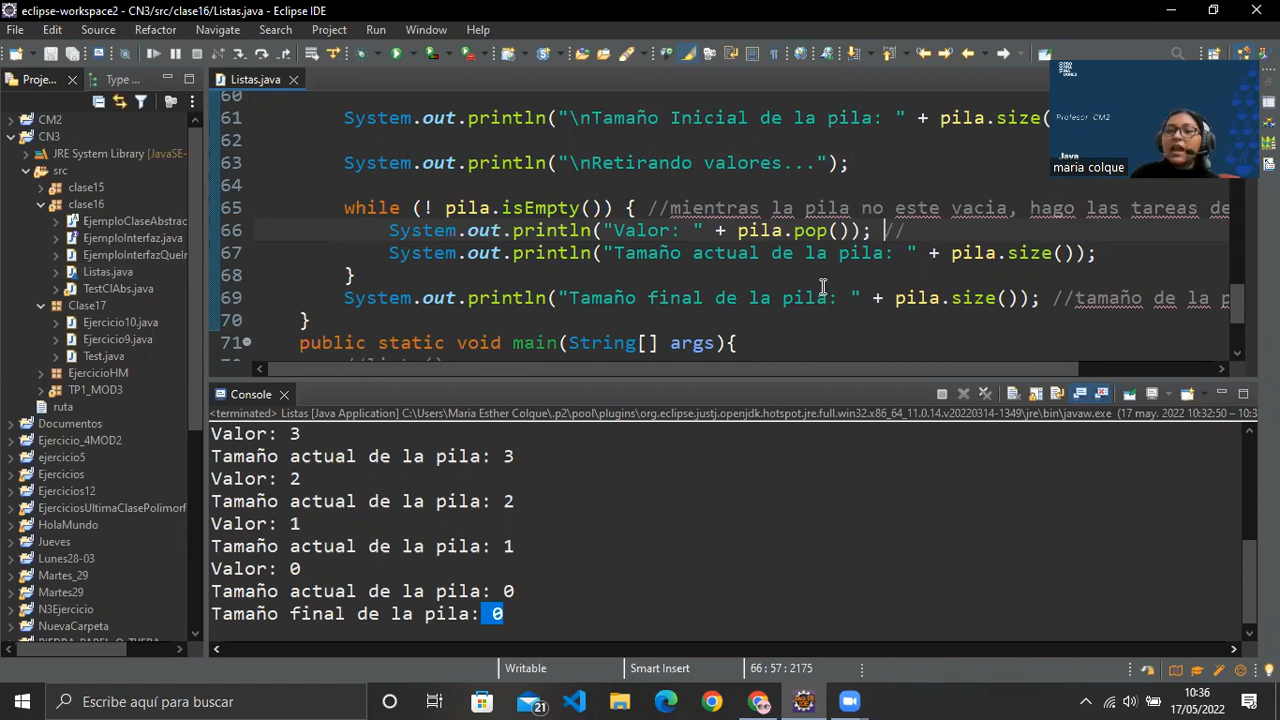 eclipse-workspace2 - CN3/src/clase16/Listas.java - Eclipse IDE
File Edit Source Refactor Navigate Search Project Run Window Help
Proje... Type ...
Listas.java
CM2
CN3
JRE System Library [JavaSE-
src
clase15
clase16
EjemploClaseAbstrac
EjemploInterfaz.java
EjemploInterfazQueIn
Listas.java
TestClAbs.java
Clase17
Ejercicio10.java
Ejercicio9.java
Test.java
EjercicioHM
TP1_MOD3
ruta
Documentos
Ejercicio_4MOD2
ejercicio5
Ejercicios
Ejercicios12
EjerciciosUltimaClasePolimorf
HolaMundo
Jueves
Lunes28-03
Martes_29
Martes29
N3Ejercicio
NuevaCarpeta
60
61 System.out.println("\nTamaño Inicial de la pila: " + pila.size(
62
63 System.out.println("\nRetirando valores...");
64
65 while (! pila.isEmpty()) { //mientras la pila no este vacia, hago las tareas de
66 System.out.println("Valor: " + pila.pop()); //
67 System.out.println("Tamaño actual de la pila: " + pila.size());
68 }
69 System.out.println("Tamaño final de la pila: " + pila.size()); //tamaño de la p
70 }
71 public static void main(String[] args){
Profesor CM2
Java
maria colque
Console
<terminated> Listas [Java Application] C:\Users\Maria Esther Colque\.p2\pool\plugins\org.eclipse.justj.openjdk.hotspot.jre.full.win32.x86_64_11.0.14.v20220314-1349\jre\bin\javaw.exe (17 may. 2022 10:32:50 - 10:3
Valor: 3
Tamaño actual de la pila: 3
Valor: 2
Tamaño actual de la pila: 2
Valor: 1
Tamaño actual de la pila: 1
Valor: 0
Tamaño actual de la pila: 0
Tamaño final de la pila: 0
Writable Smart Insert 66 : 57 : 2175
Escribe aquí para buscar
21
10:36
17/05/2022